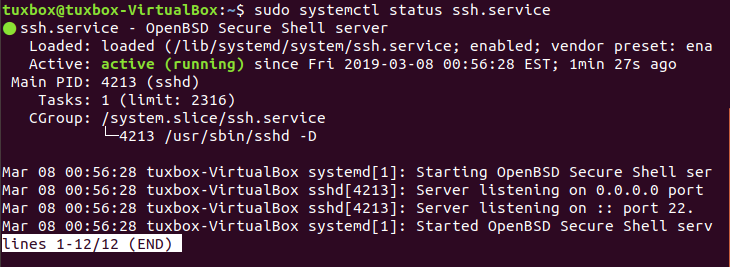 tuxbox@tuxbox-VirtualBox:~$ sudo systemctl status ssh.service
● ssh.service - OpenBSD Secure Shell server
   Loaded: loaded (/lib/systemd/system/ssh.service; enabled; vendor preset: ena
   Active: active (running) since Fri 2019-03-08 00:56:28 EST; 1min 27s ago
 Main PID: 4213 (sshd)
    Tasks: 1 (limit: 2316)
   CGroup: /system.slice/ssh.service
           └─4213 /usr/sbin/sshd -D

Mar 08 00:56:28 tuxbox-VirtualBox systemd[1]: Starting OpenBSD Secure Shell ser
Mar 08 00:56:28 tuxbox-VirtualBox sshd[4213]: Server listening on 0.0.0.0 port
Mar 08 00:56:28 tuxbox-VirtualBox sshd[4213]: Server listening on :: port 22.
Mar 08 00:56:28 tuxbox-VirtualBox systemd[1]: Started OpenBSD Secure Shell serv
lines 1-12/12 (END)